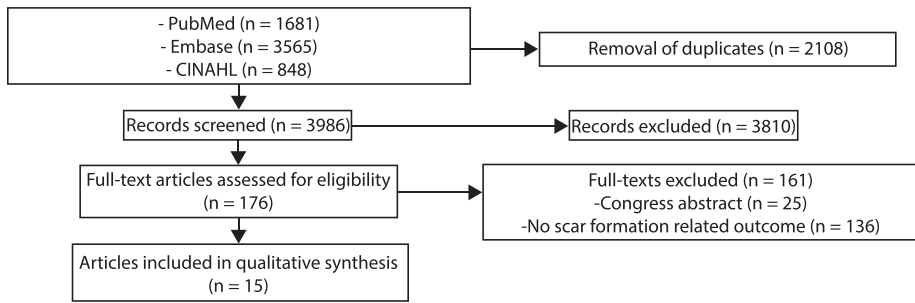 - PubMed (n = 1681)
- Embase (n = 3565)
- CINAHL (n = 848)
Removal of duplicates (n = 2108)
Records screened (n = 3986)
Records excluded (n = 3810)
Full-text articles assessed for eligibility
(n = 176)
Full-texts excluded (n = 161)
-Congress abstract (n = 25)
-No scar formation related outcome (n = 136)
Articles included in qualitative synthesis
(n = 15)